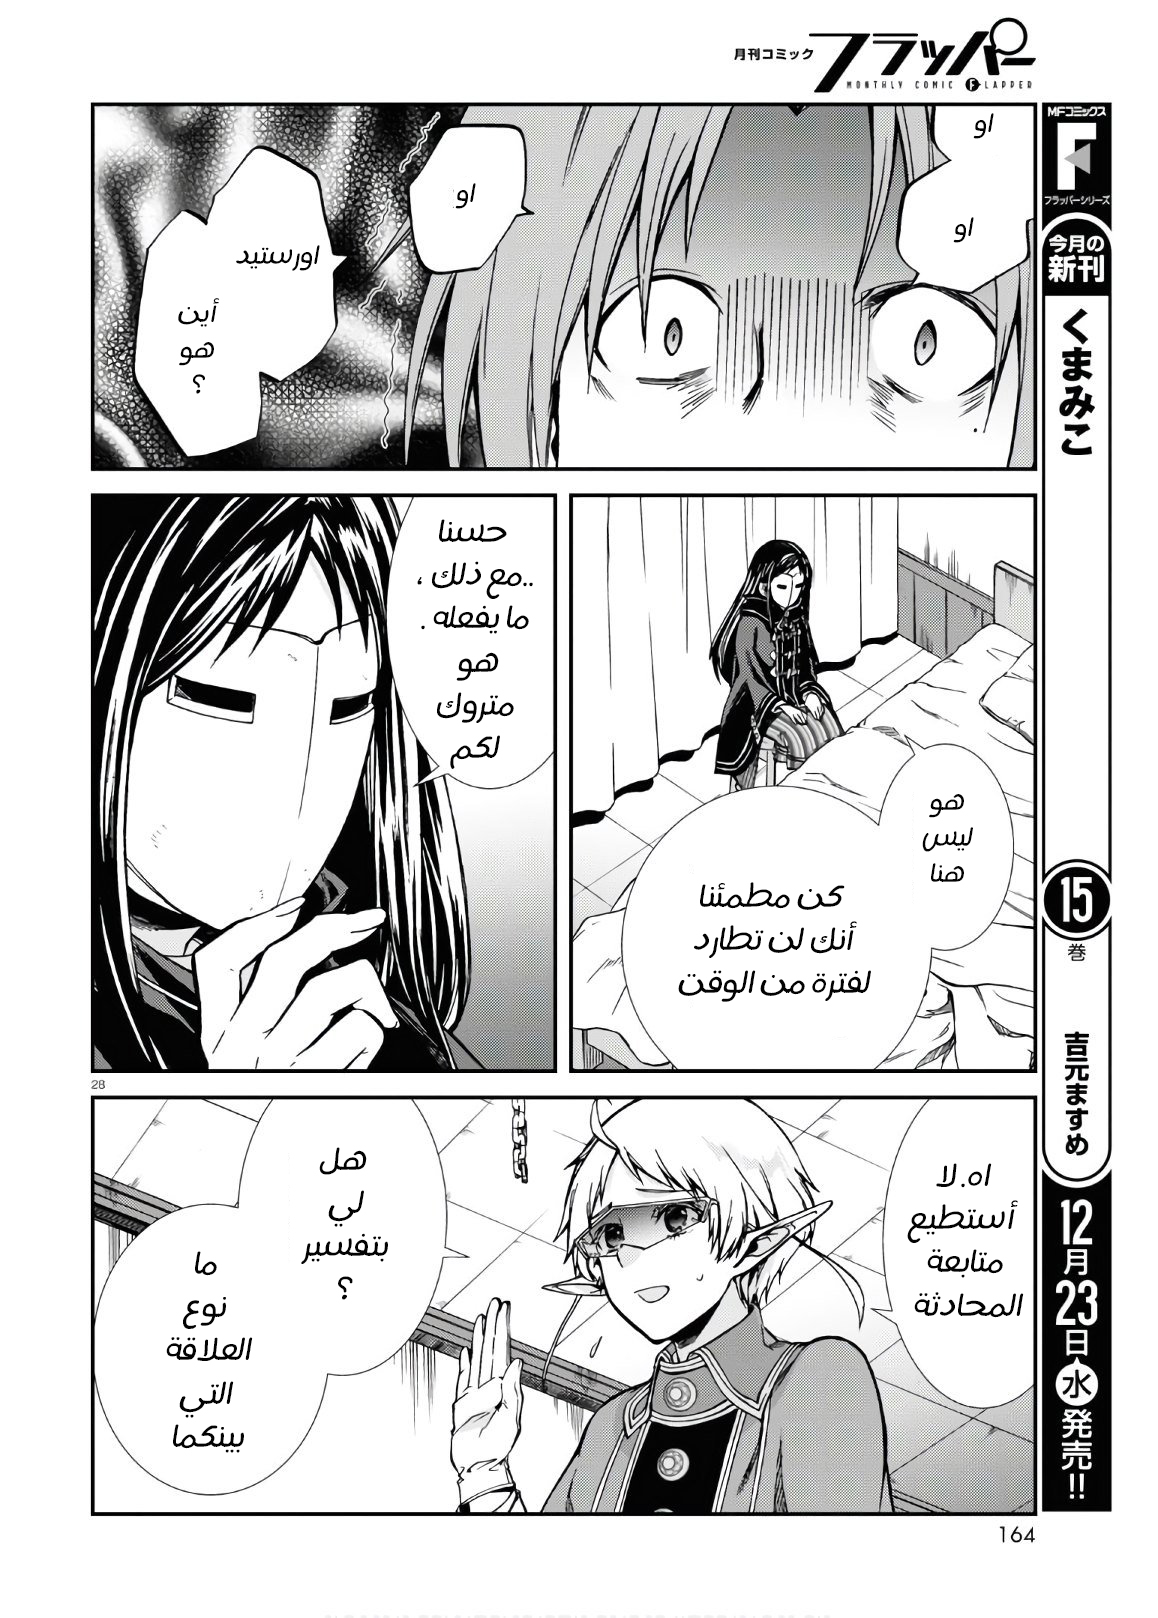 月刊コミック フラッパー
MONTHLY COMIC FLAPPER
او
او
او
اورستيد
أين
هو
؟
هو
ليس
هنا
كن مطمئنا
أنك لن تطارد
لفترة من الوقت
حسنا
..مع ذلك ،
ما يفعله .
هو
متروك
لكم
28
اه. لا
أستطيع
متابعة
المحادثة
هل
لي
بتفسير
؟
ما
نوع
العلاقة
التي
بينكما
MFコミックス
F
フラッパーシリーズ
今月の
新刊
くまみこ
15
巻
吉元ますめ
12
月
23
日
水
発売!!
164